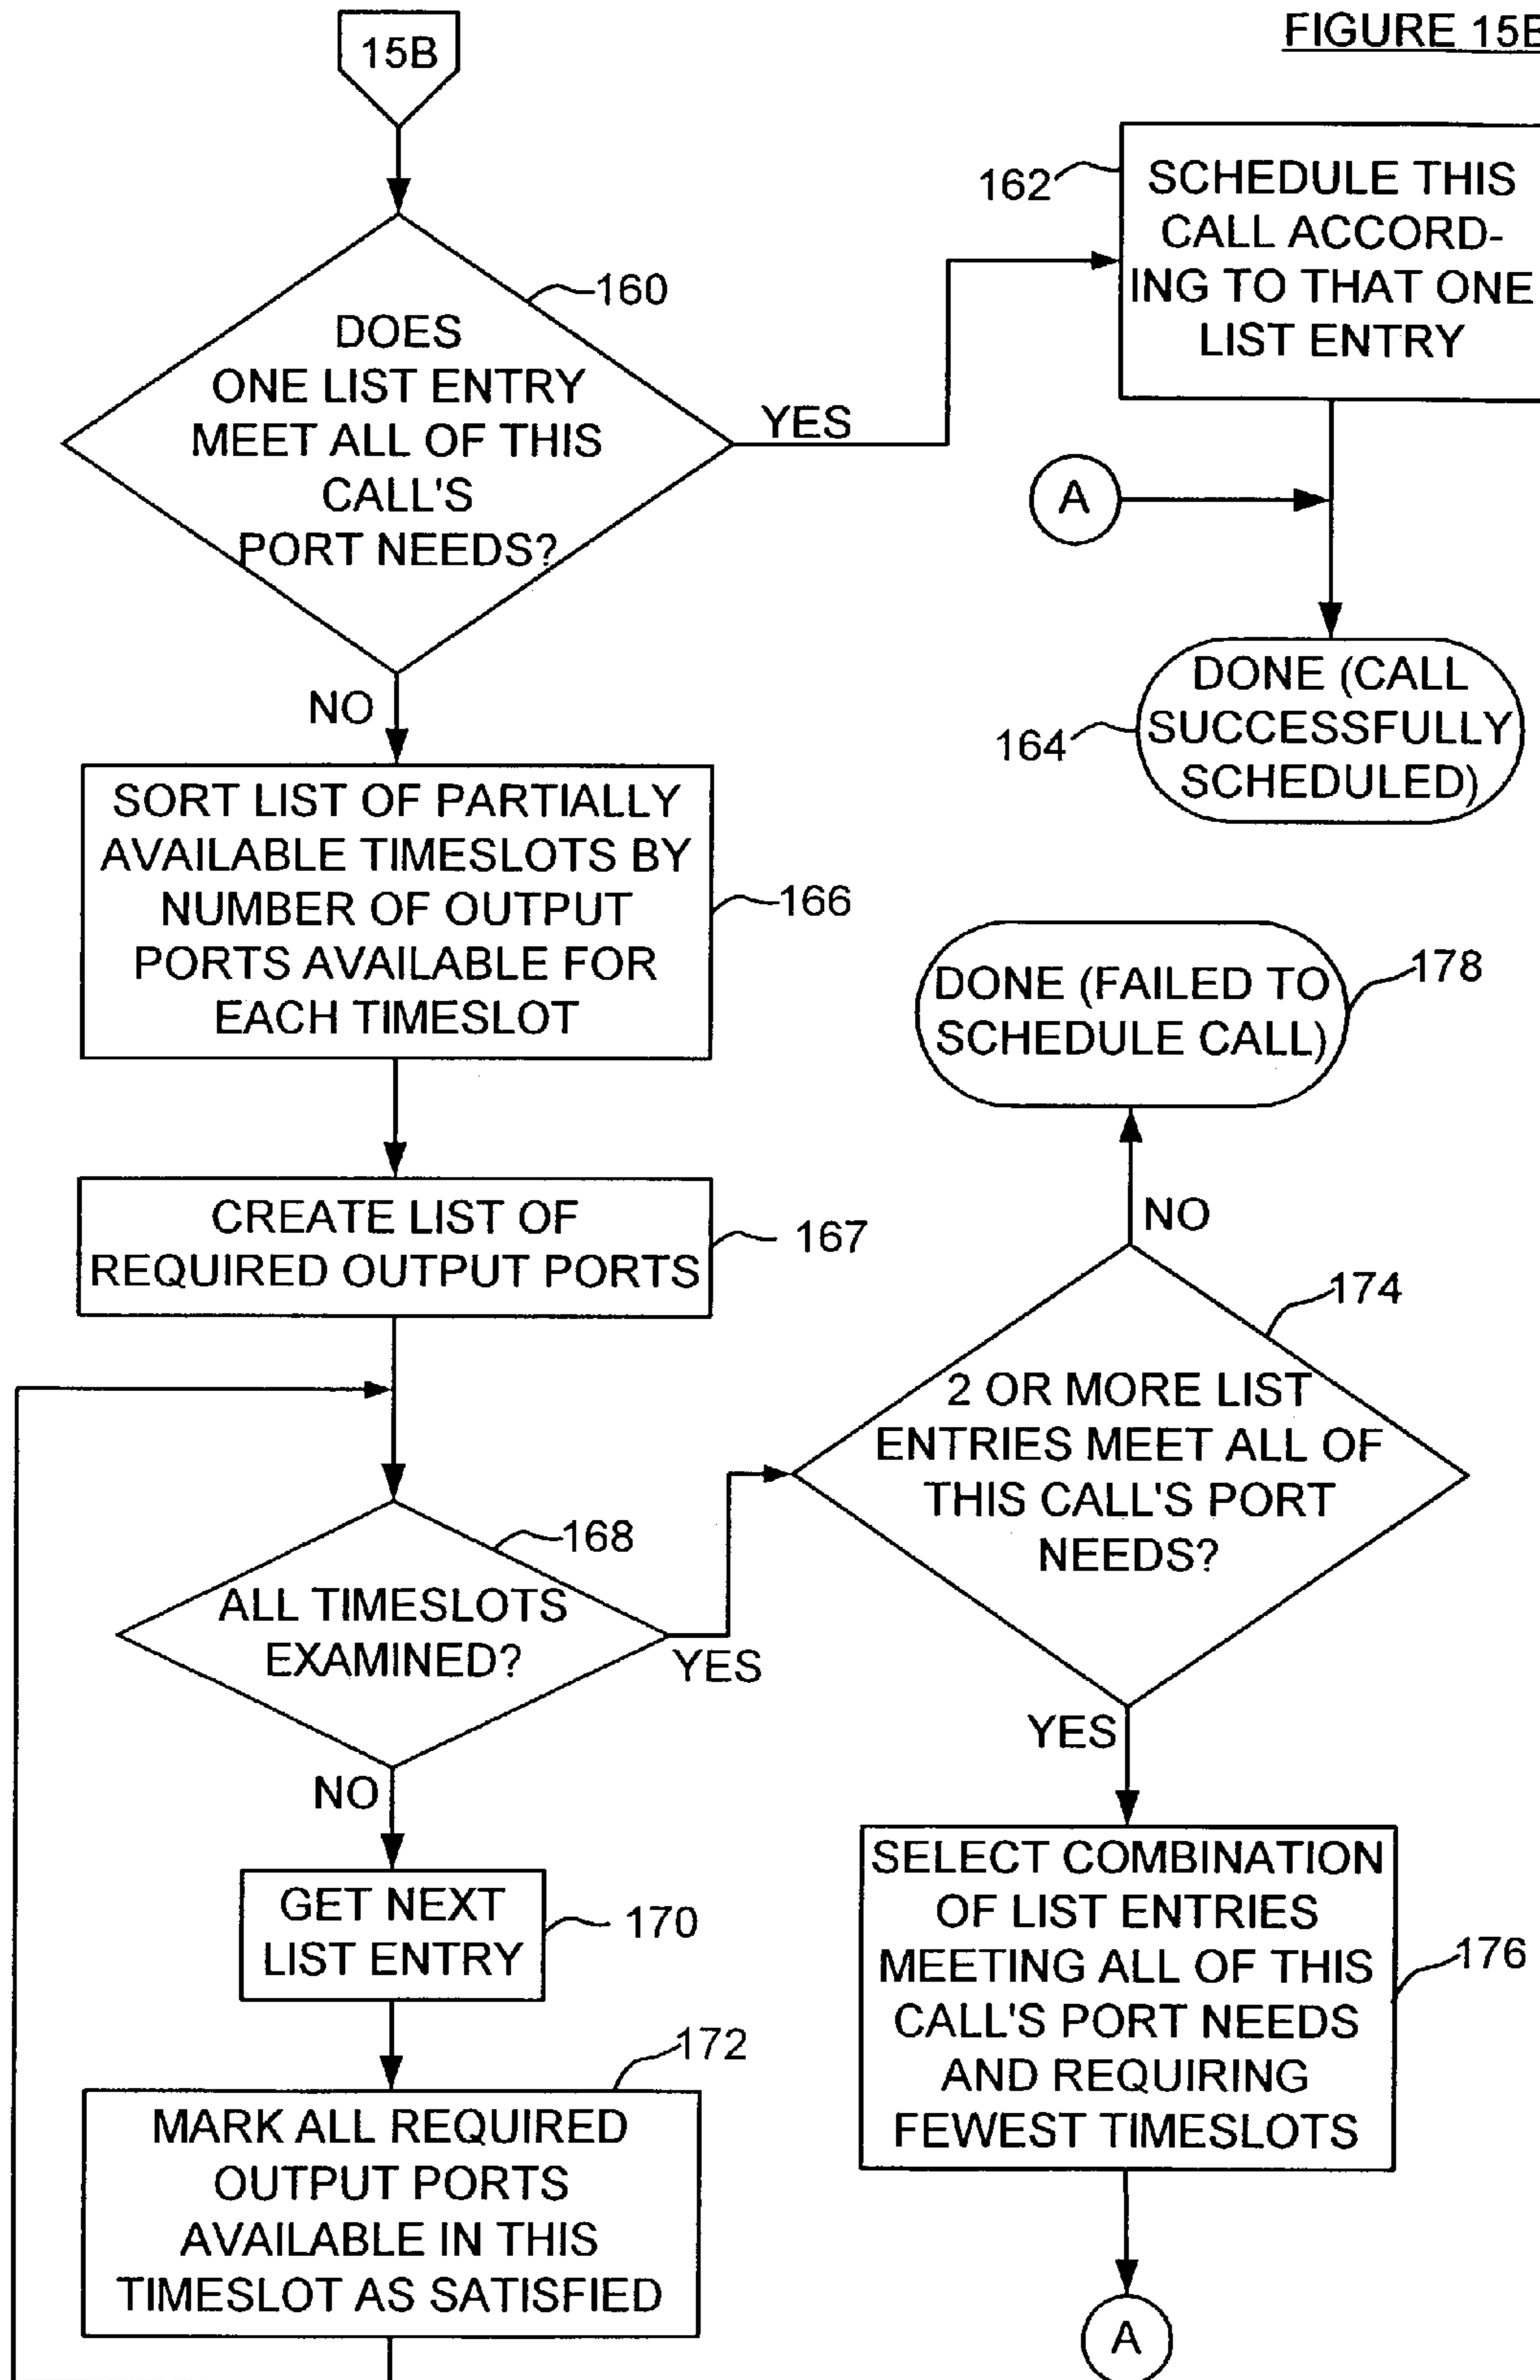 FIGURE 15B
15B
160
DOES
ONE LIST ENTRY
MEET ALL OF THIS
CALL'S
PORT NEEDS?
YES
162
SCHEDULE THIS
CALL ACCORD-
ING TO THAT ONE
LIST ENTRY
A
164
DONE (CALL
SUCCESSFULLY
SCHEDULED)
NO
SORT LIST OF PARTIALLY
AVAILABLE TIMESLOTS BY
NUMBER OF OUTPUT
PORTS AVAILABLE FOR
EACH TIMESLOT
166
CREATE LIST OF
REQUIRED OUTPUT PORTS
167
168
ALL TIMESLOTS
EXAMINED?
YES
NO
GET NEXT
LIST ENTRY
170
172
MARK ALL REQUIRED
OUTPUT PORTS
AVAILABLE IN THIS
TIMESLOT AS SATISFIED
DONE (FAILED TO
SCHEDULE CALL)
178
NO
174
2 OR MORE LIST
ENTRIES MEET ALL OF
THIS CALL'S PORT
NEEDS?
YES
SELECT COMBINATION
OF LIST ENTRIES
MEETING ALL OF THIS
CALL'S PORT NEEDS
AND REQUIRING
FEWEST TIMESLOTS
176
A